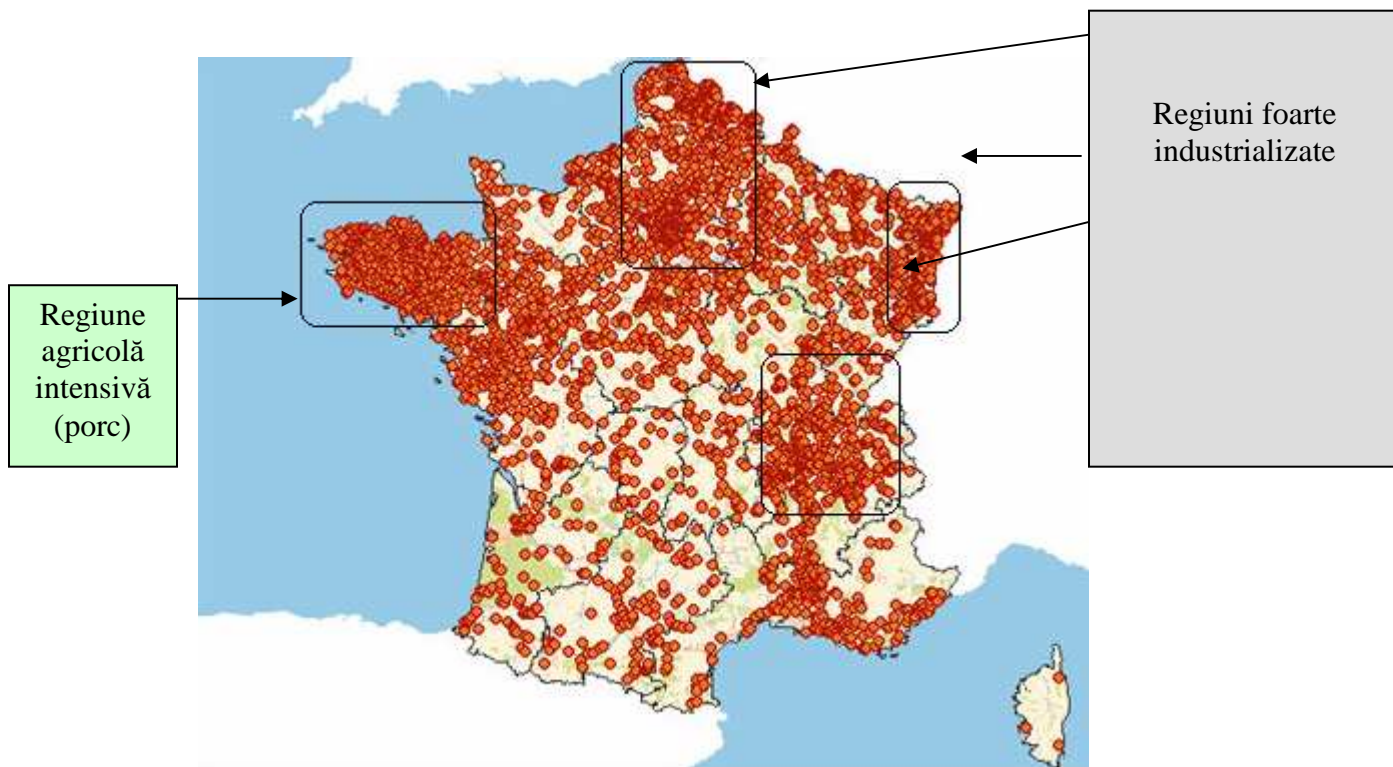 Regiuni foarte
industrializate
Regiune
agricolă
intensivă
(porc)